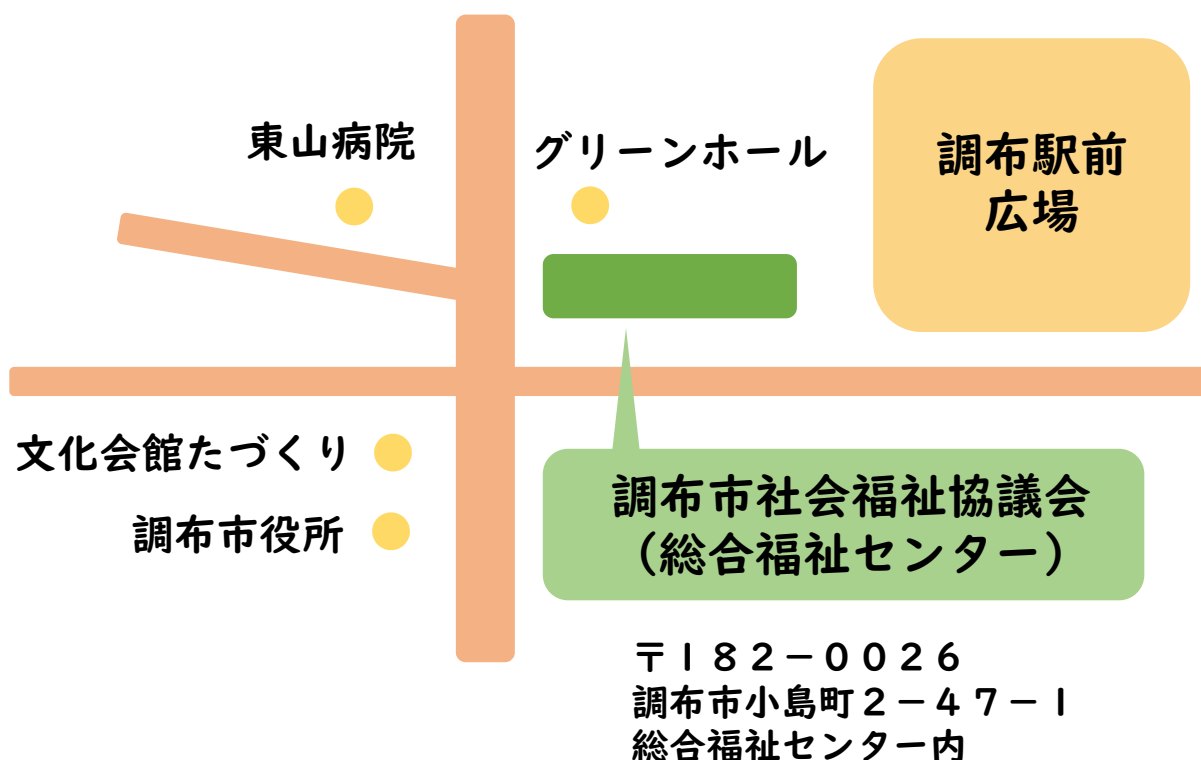 東山病院
グリーンホール
調布駅前
広場
文化会館たづくり
調布市役所
調布市社会福祉協議会
（総合福祉センター）
〒１８２－００２６
調布市小島町２－４７－１
総合福祉センター内